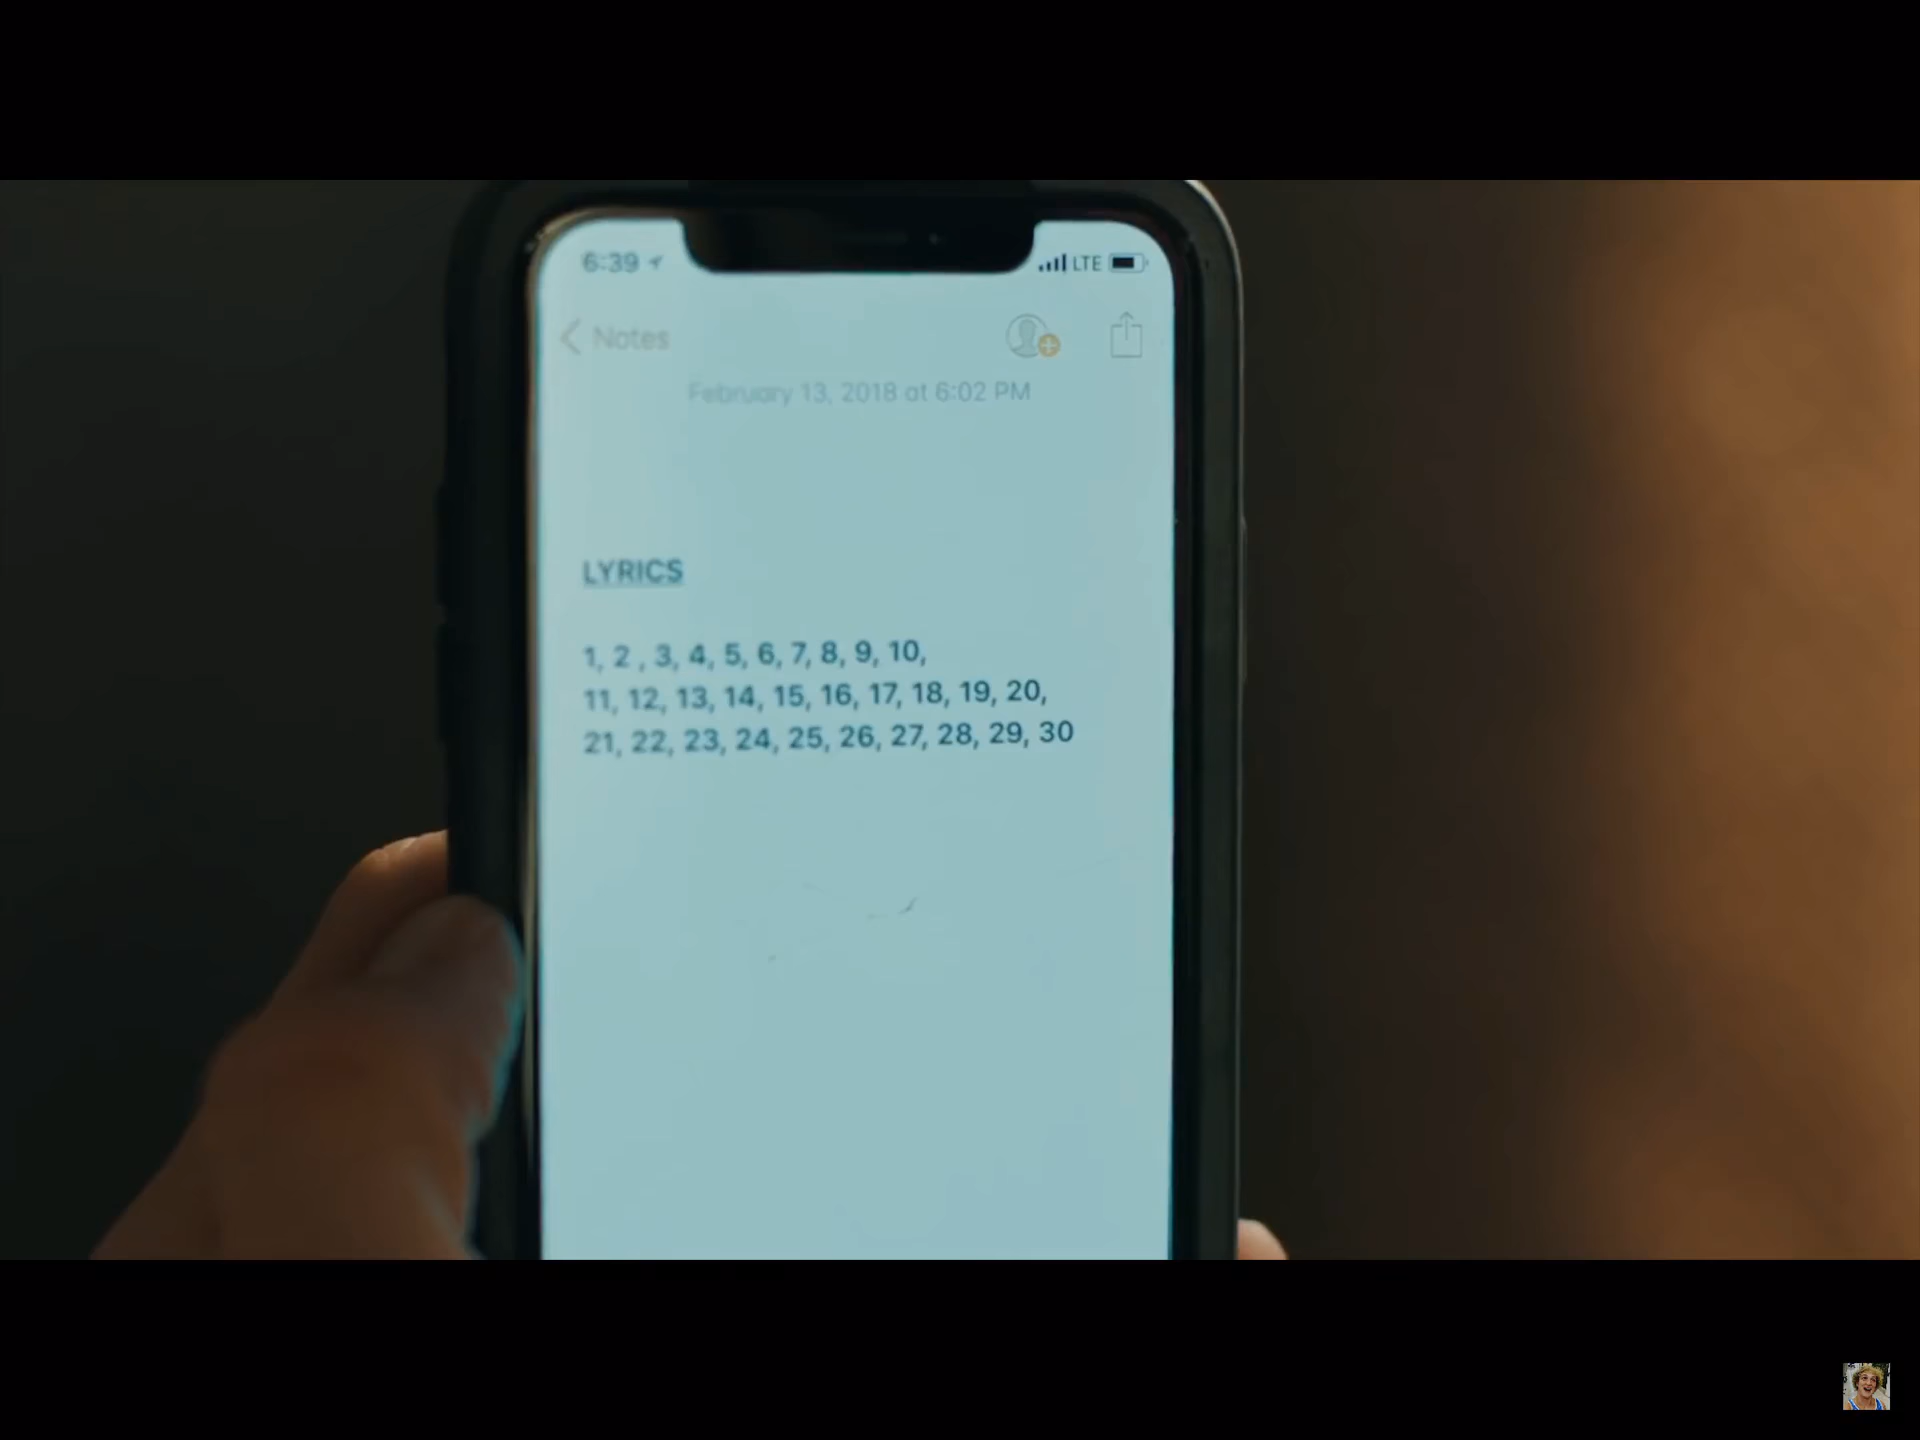 6:39
LTE
Notes
February 13, 2018 at 6:02 PM
LYRICS
1, 2 , 3, 4, 5, 6, 7, 8, 9, 10,
11, 12, 13, 14, 15, 16, 17, 18, 19, 20,
21, 22, 23, 24, 25, 26, 27, 28, 29, 30